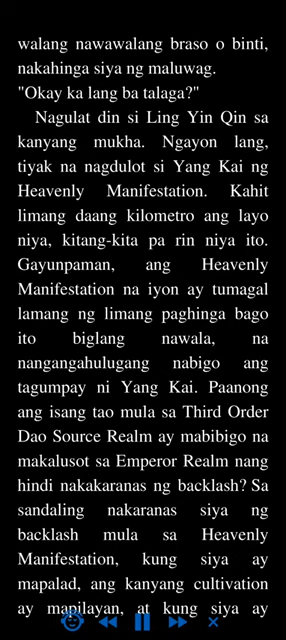 walang nawawalang braso o binti,
nakahinga siya ng maluwag.
"Okay ka lang ba talaga?"
Nagulat din si Ling Yin Qin sa
kanyang mukha. Ngayon lang,
tiyak na nagdulot si Yang Kai ng
Heavenly Manifestation. Kahit
limang daang kilometro ang layo
niya, kitang-kita pa rin niya ito.
Gayunpaman, ang Heavenly
Manifestation na iyon ay tumagal
lamang ng limang paghinga bago
ito biglang nawala, na
nangangahulugang nabigo ang
tagumpay ni Yang Kai. Paanong
ang isang tao mula sa Third Order
Dao Source Realm ay mabibigo na
makalusot sa Emperor Realm nang
hindi nakakaranas ng backlash? Sa
sandaling nakaranas siya ng
backlash mula sa Heavenly
Manifestation, kung siya ay
mapalad, ang kanyang cultivation
ay mapilayan, at kung siya ay